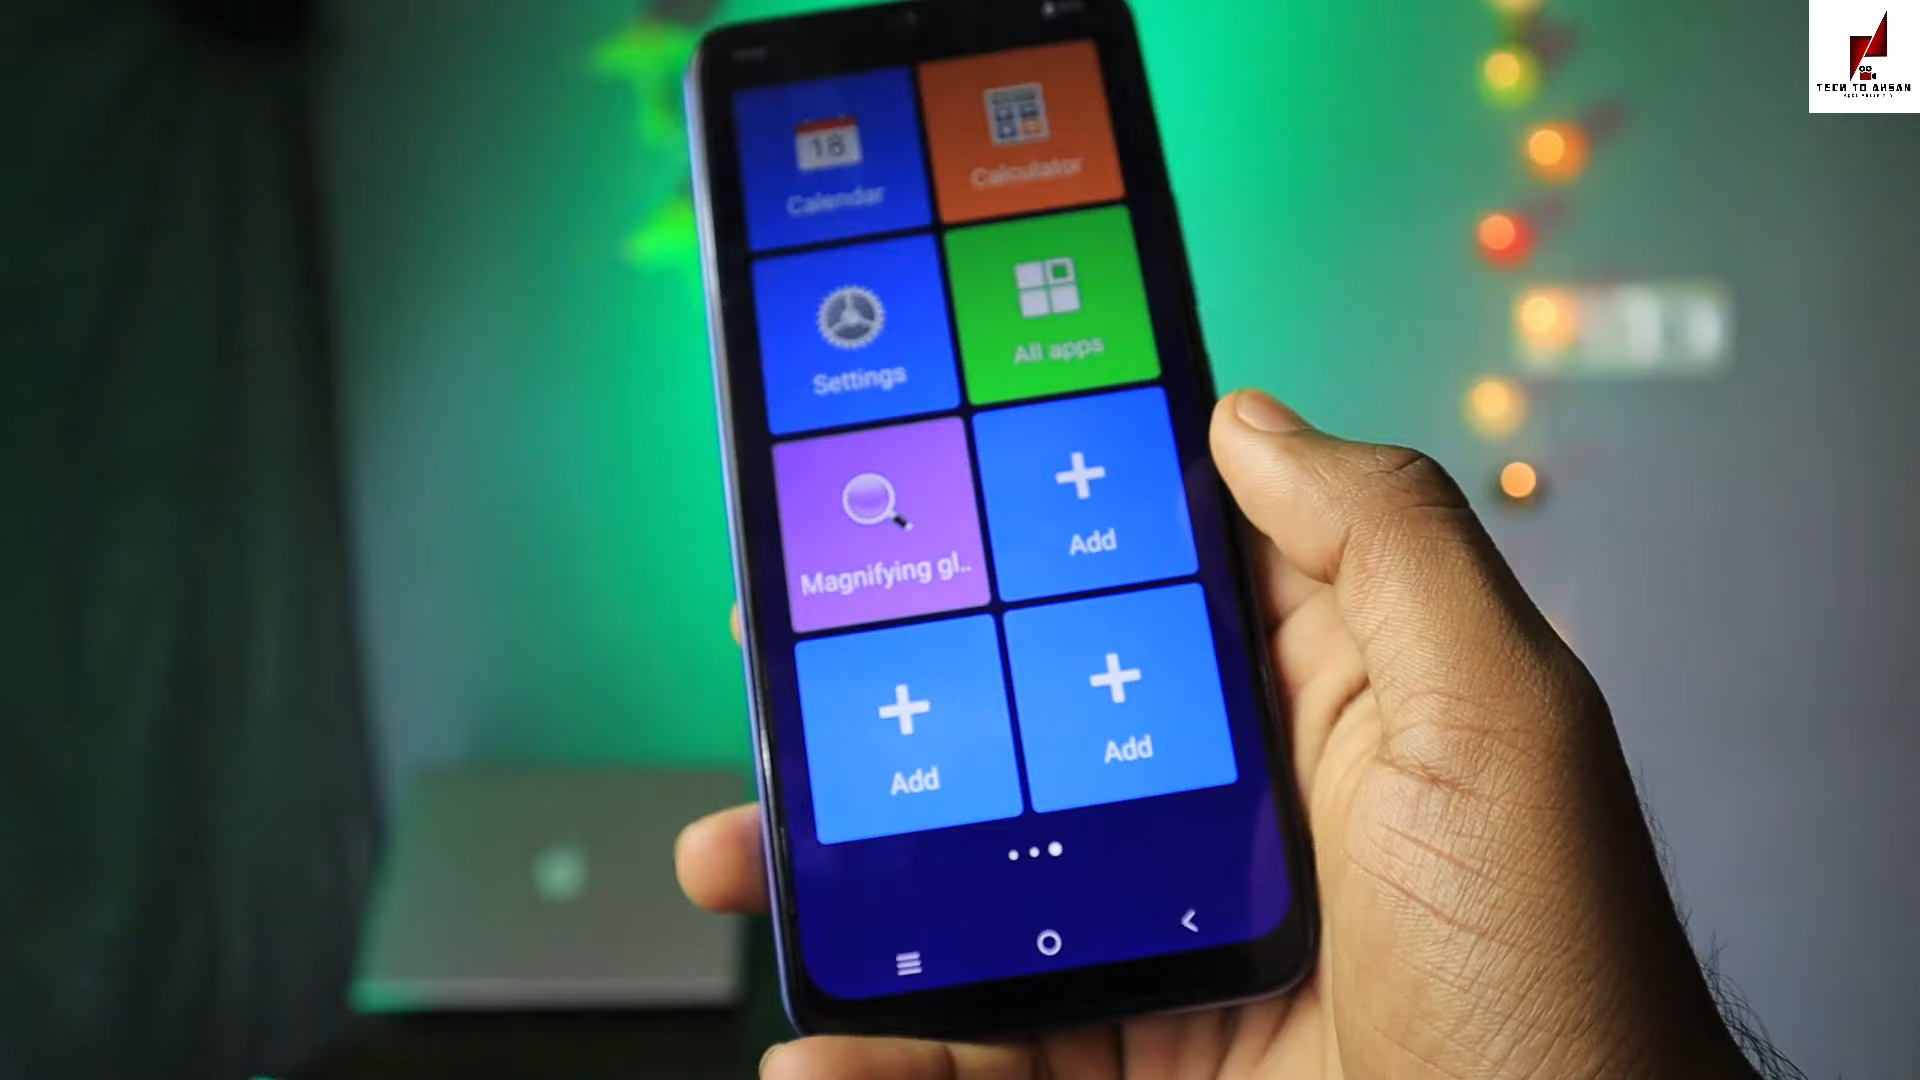 TECH TO AHSAN
18
Calendar
Calculator
Settings
All apps
Magnifying gl..
Add
Add
Add